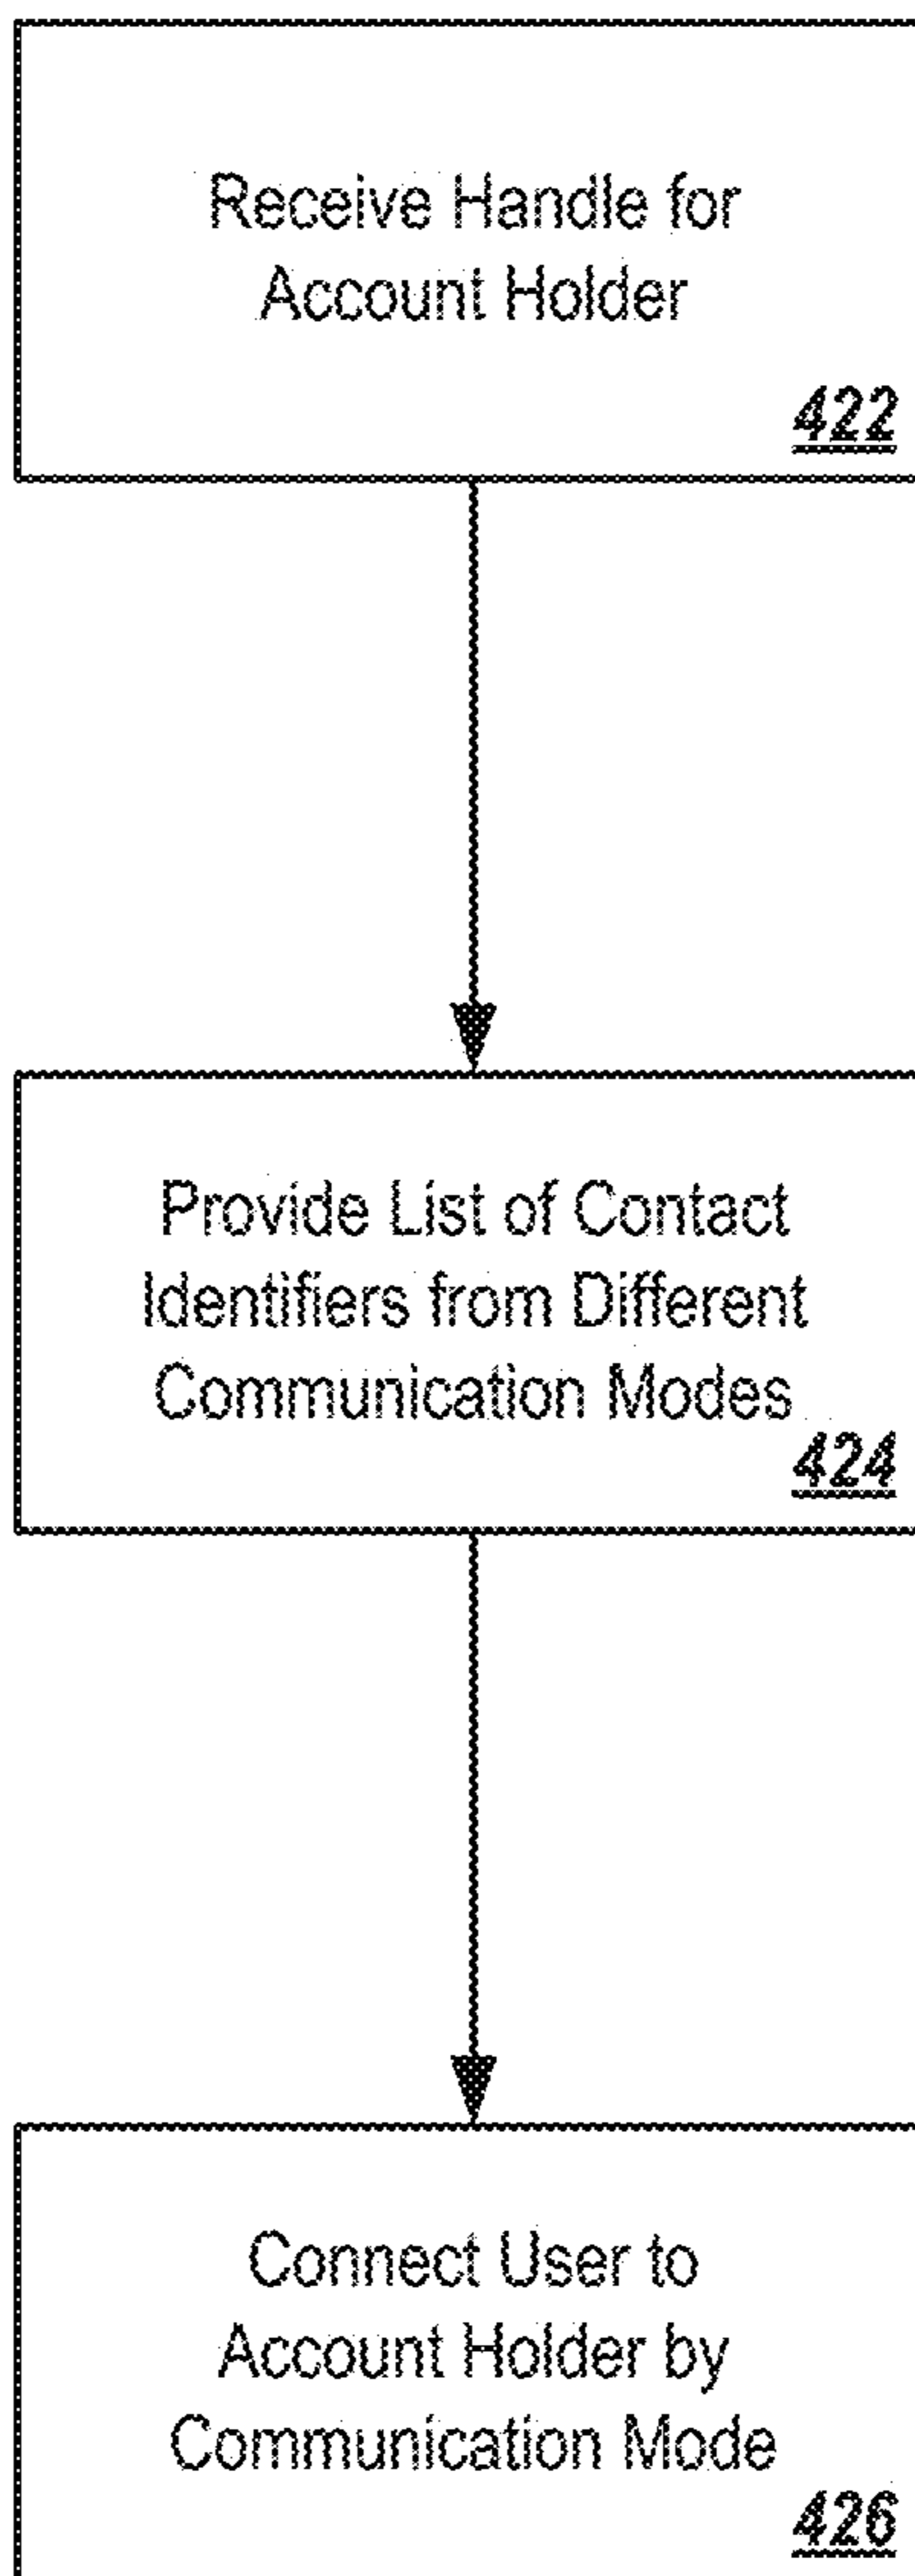 Receive Handle for
Account Holder
422
Provide List of Contact
Identifiers from Different
Communication Modes
424
Connect User to
Account Holder by
Communication Mode
426